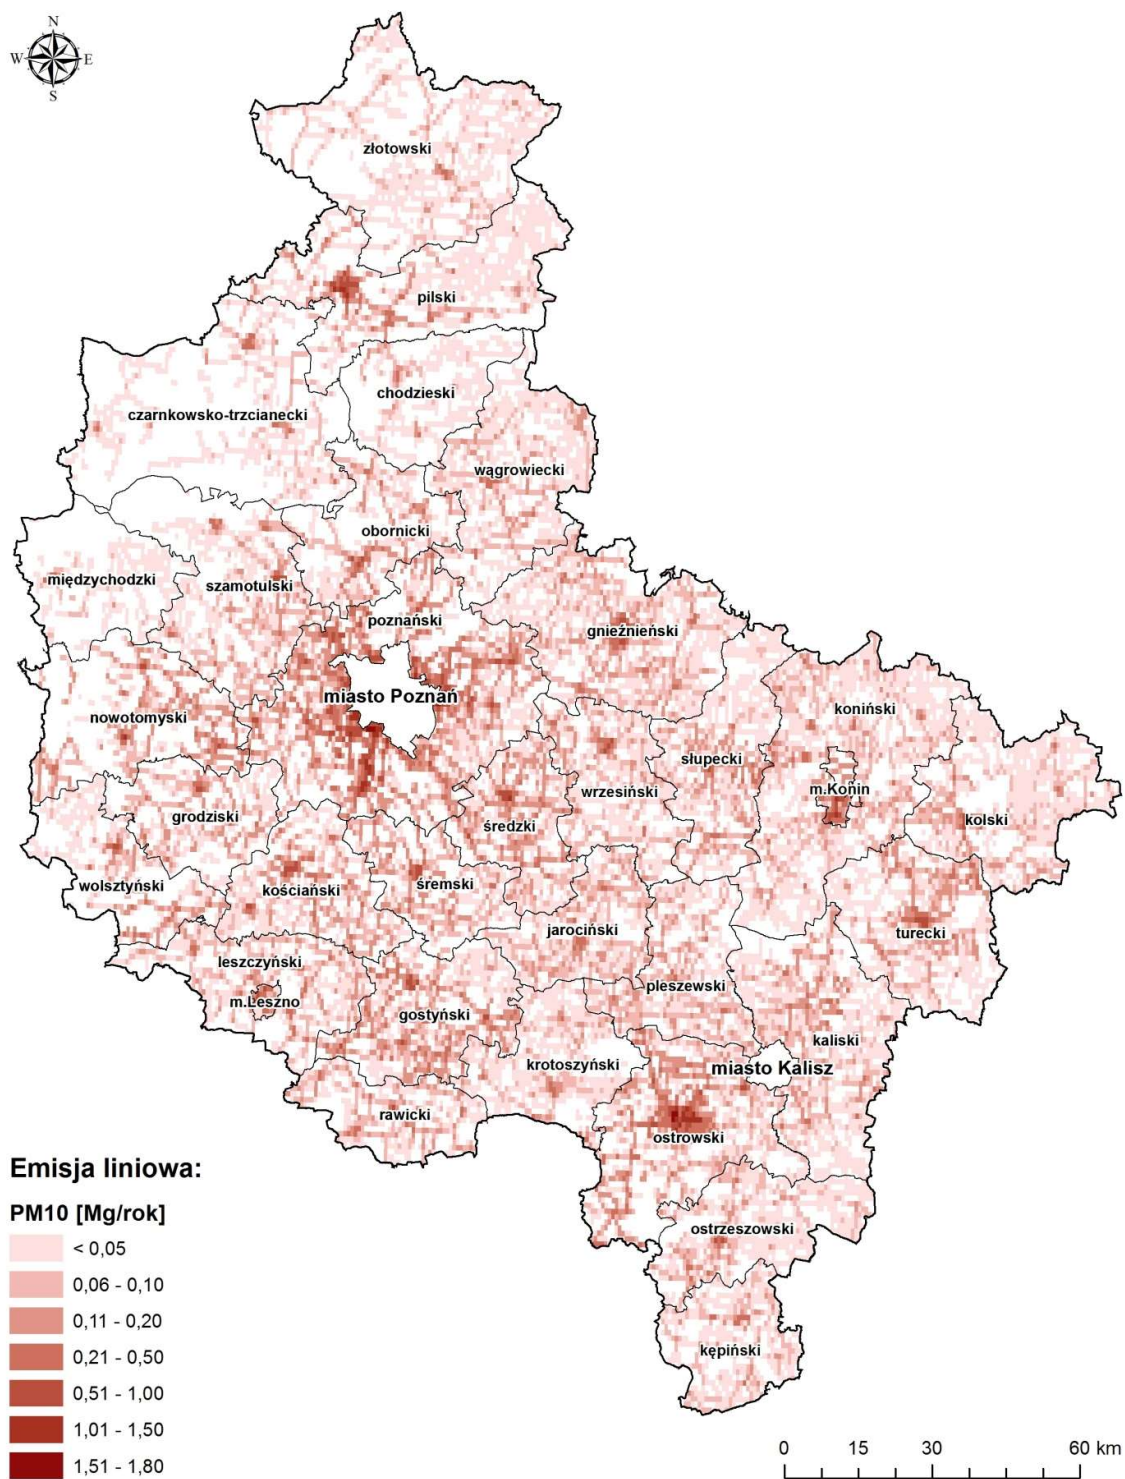 N
W E
S
złotowski
pilski
chodzieski
czarnkowsko-trzcianecki
wągrowiecki
obornicki
międzychodzki
szamotulski
poznański
gnieźnieński
miasto Poznań
nowotomyski
koniński
słupecki
m.Konin
wrzesiński
grodziski
średzki
kolski
wolsztyński
kościański
śremski
jarociński
turecki
leszczyński
pleszewski
m.Leszno
gostyński
kaliski
krotoszyński
miasto Kalisz
rawicki
ostrowski
ostrzeszowski
kępiński
Emisja liniowa:
PM10 [Mg/rok]
< 0,05
0,06 - 0,10
0,11 - 0,20
0,21 - 0,50
0,51 - 1,00
1,01 - 1,50
1,51 - 1,80
0 15 30 60 km